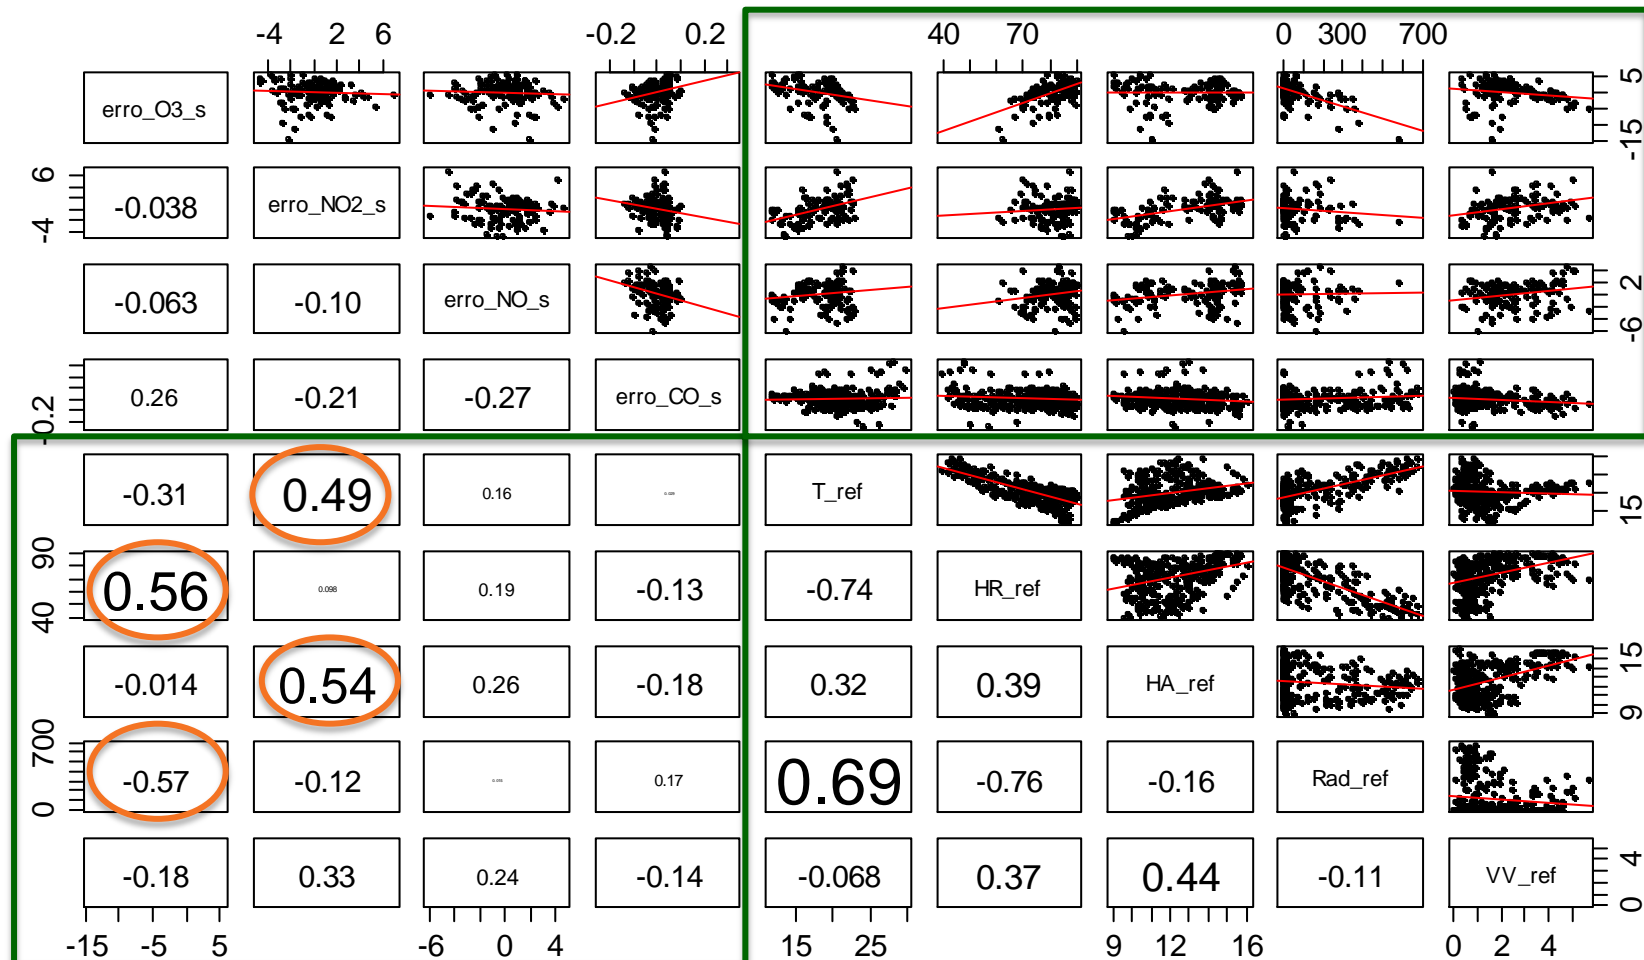 -4 2 6 -0.2 0.2 40 70 0 300 700
erro_O3_s 5 -15
6 -4 -0.038 erro_NO2_s
-0.063 -0.10 erro_NO_s 2 -6
-0.2 0.26 -0.21 -0.27 erro_CO_s
-0.31 0.49 0.16 T_ref 15
90 40 0.56 0.098 0.19 -0.13 -0.74 HR_ref
-0.014 0.54 0.26 -0.18 0.32 0.39 HA_ref 15 9
700 0 -0.57 -0.12 0.17 0.69 -0.76 -0.16 Rad_ref
-0.18 0.33 0.24 -0.14 -0.068 0.37 0.44 -0.11 VV_ref 4 0
-15 -5 5 -6 0 4 15 25 9 12 16 0 2 4